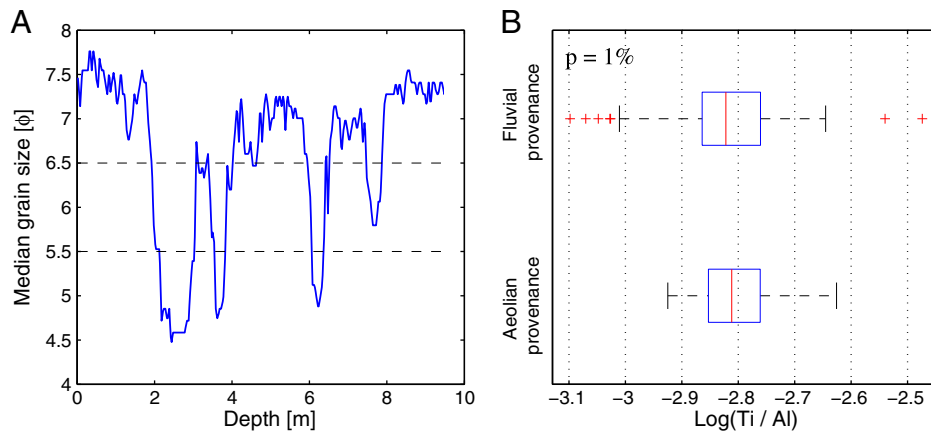 A
Median grain size [ϕ]
8
7.5
7
6.5
6
5.5
5
4.5
4
0 2 4 6 8 10
Depth [m]
B
p = 1%
Fluvial
provenance
Aeolian
provenance
−3.1 −3 −2.9 −2.8 −2.7 −2.6 −2.5
Log(Ti / Al)